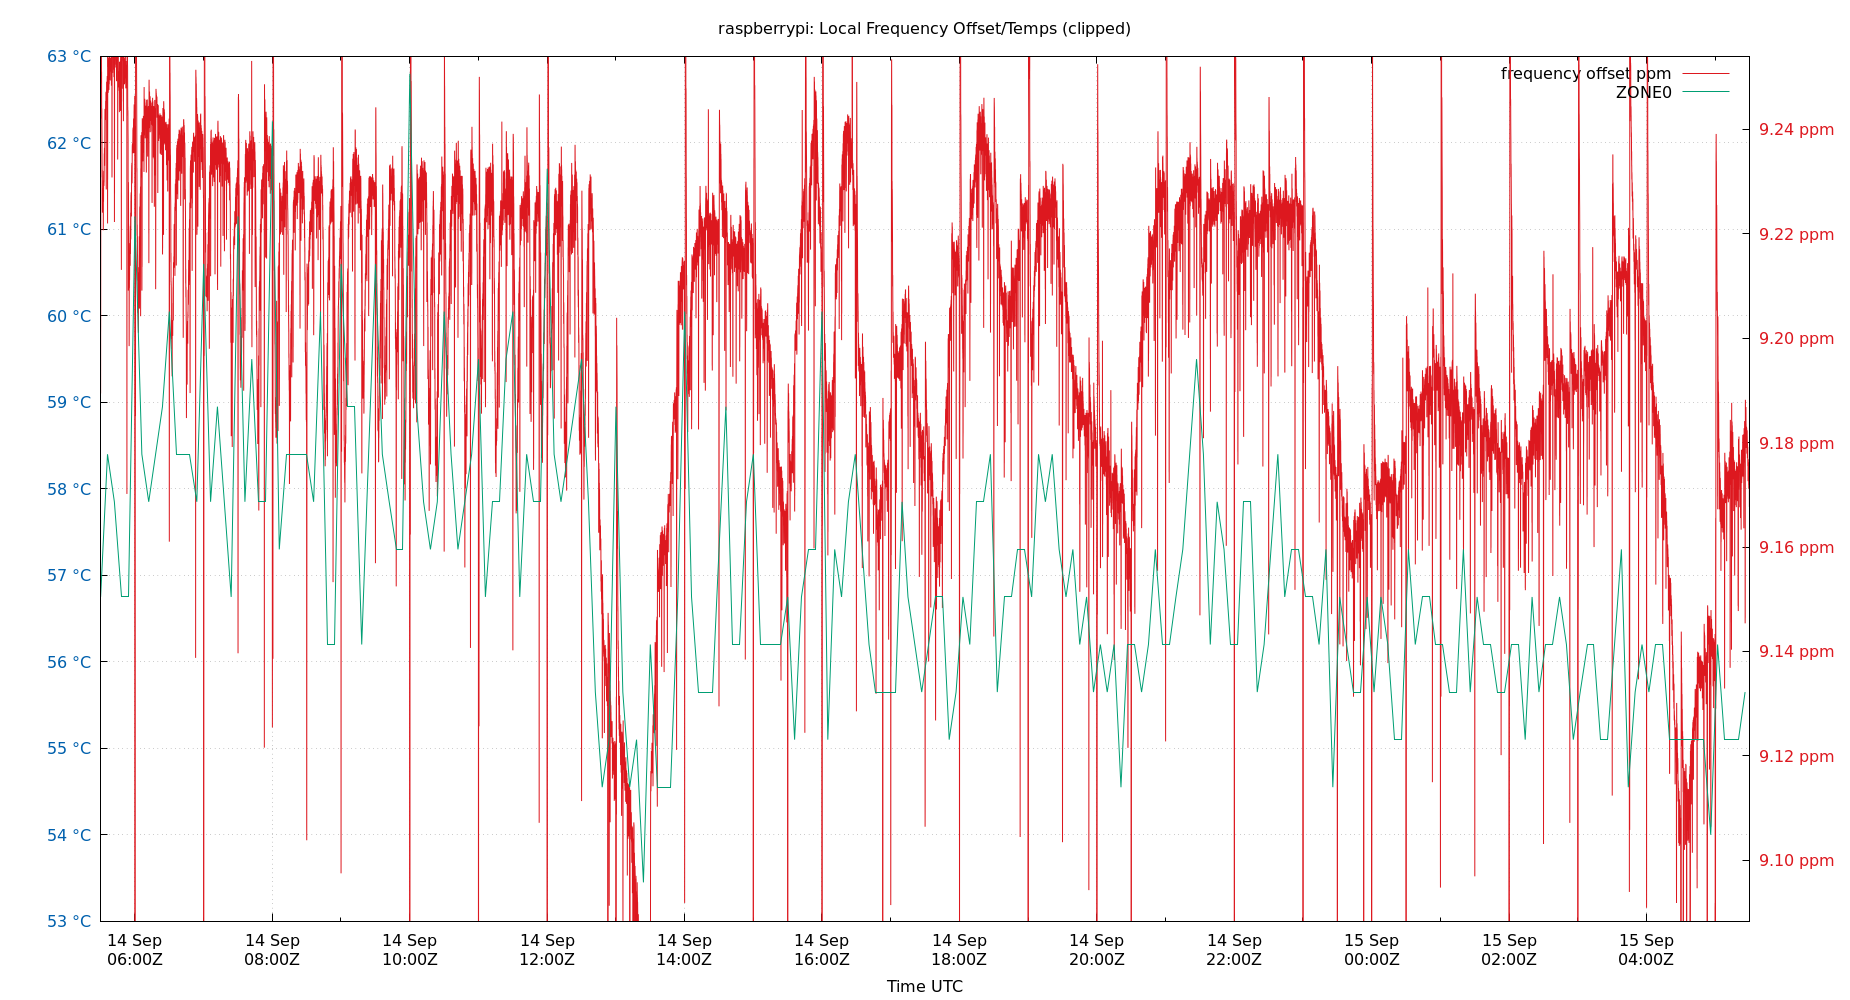 raspberrypi: Local Frequency Offset/Temps (clipped)
63 °C
62 °C
61 °C
60 °C
59 °C
58 °C
57 °C
56 °C
55 °C
54 °C
53 °C
frequency offset ppm
ZONE0
9.24 ppm
9.22 ppm
9.20 ppm
9.18 ppm
9.16 ppm
9.14 ppm
9.12 ppm
9.10 ppm
14 Sep 14 Sep 14 Sep 14 Sep 14 Sep 14 Sep 14 Sep 14 Sep 14 Sep 15 Sep 15 Sep 15 Sep
06:00Z 08:00Z 10:00Z 12:00Z 14:00Z 16:00Z 18:00Z 20:00Z 22:00Z 00:00Z 02:00Z 04:00Z
Time UTC